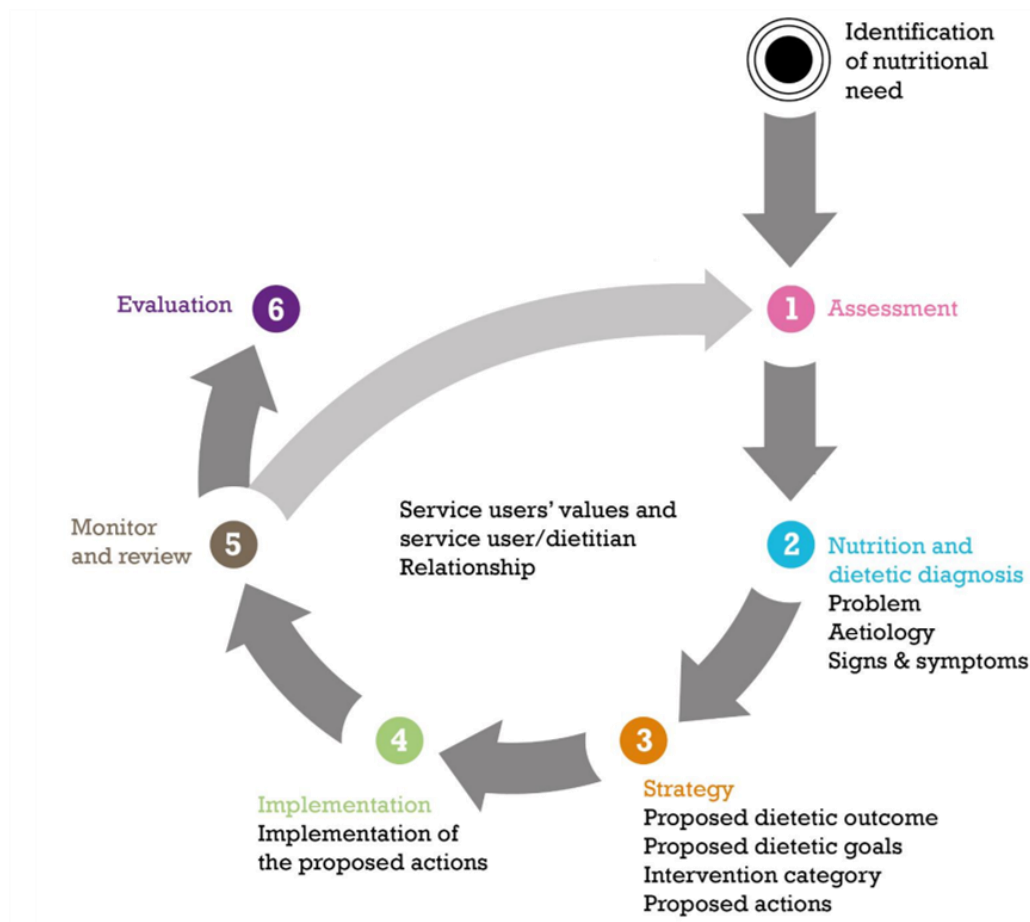 Identification
of nutritional
need
1
Assessment
2
Nutrition and
dietetic diagnosis
Problem
Aetiology
Signs & symptoms
3
Strategy
Proposed dietetic outcome
Proposed dietetic goals
Intervention category
Proposed actions
4
Implementation
Implementation of
the proposed actions
5
Monitor
and review
6
Evaluation
Service users’ values and
service user/dietitian
Relationship